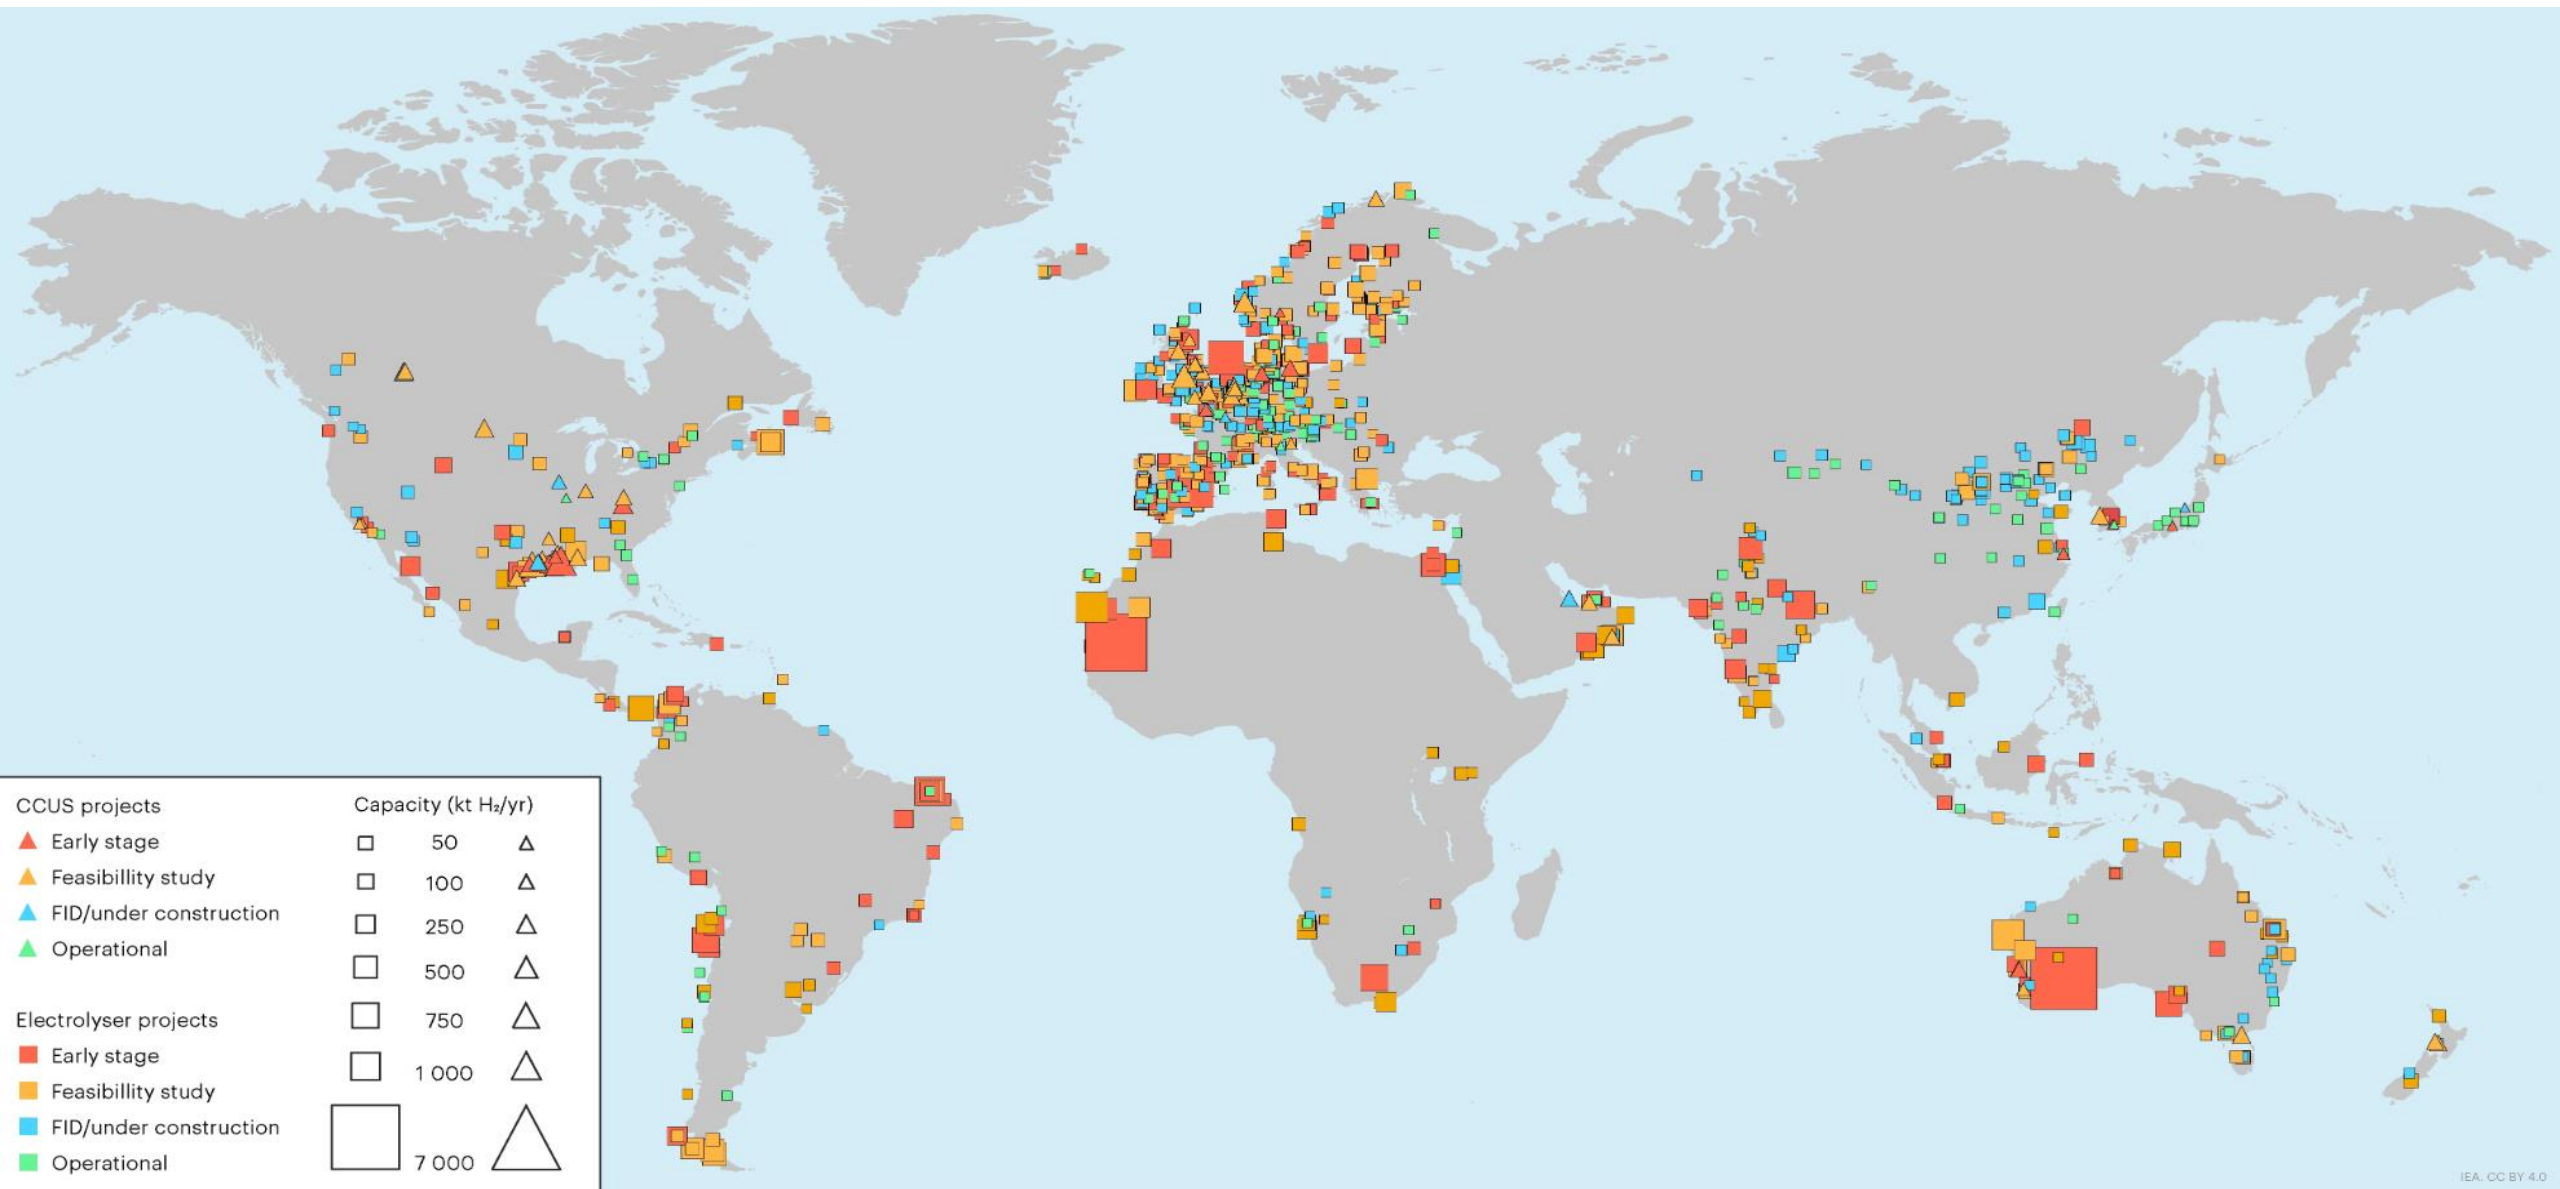 CCUS projects
Early stage
Feasibillity study
FID/under construction
Operational
Electrolyser projects
Early stage
Feasibillity study
FID/under construction
Operational
Capacity (kt H₂/yr)
50
100
250
500
750
1 000
7 000
IEA. CC BY 4.0